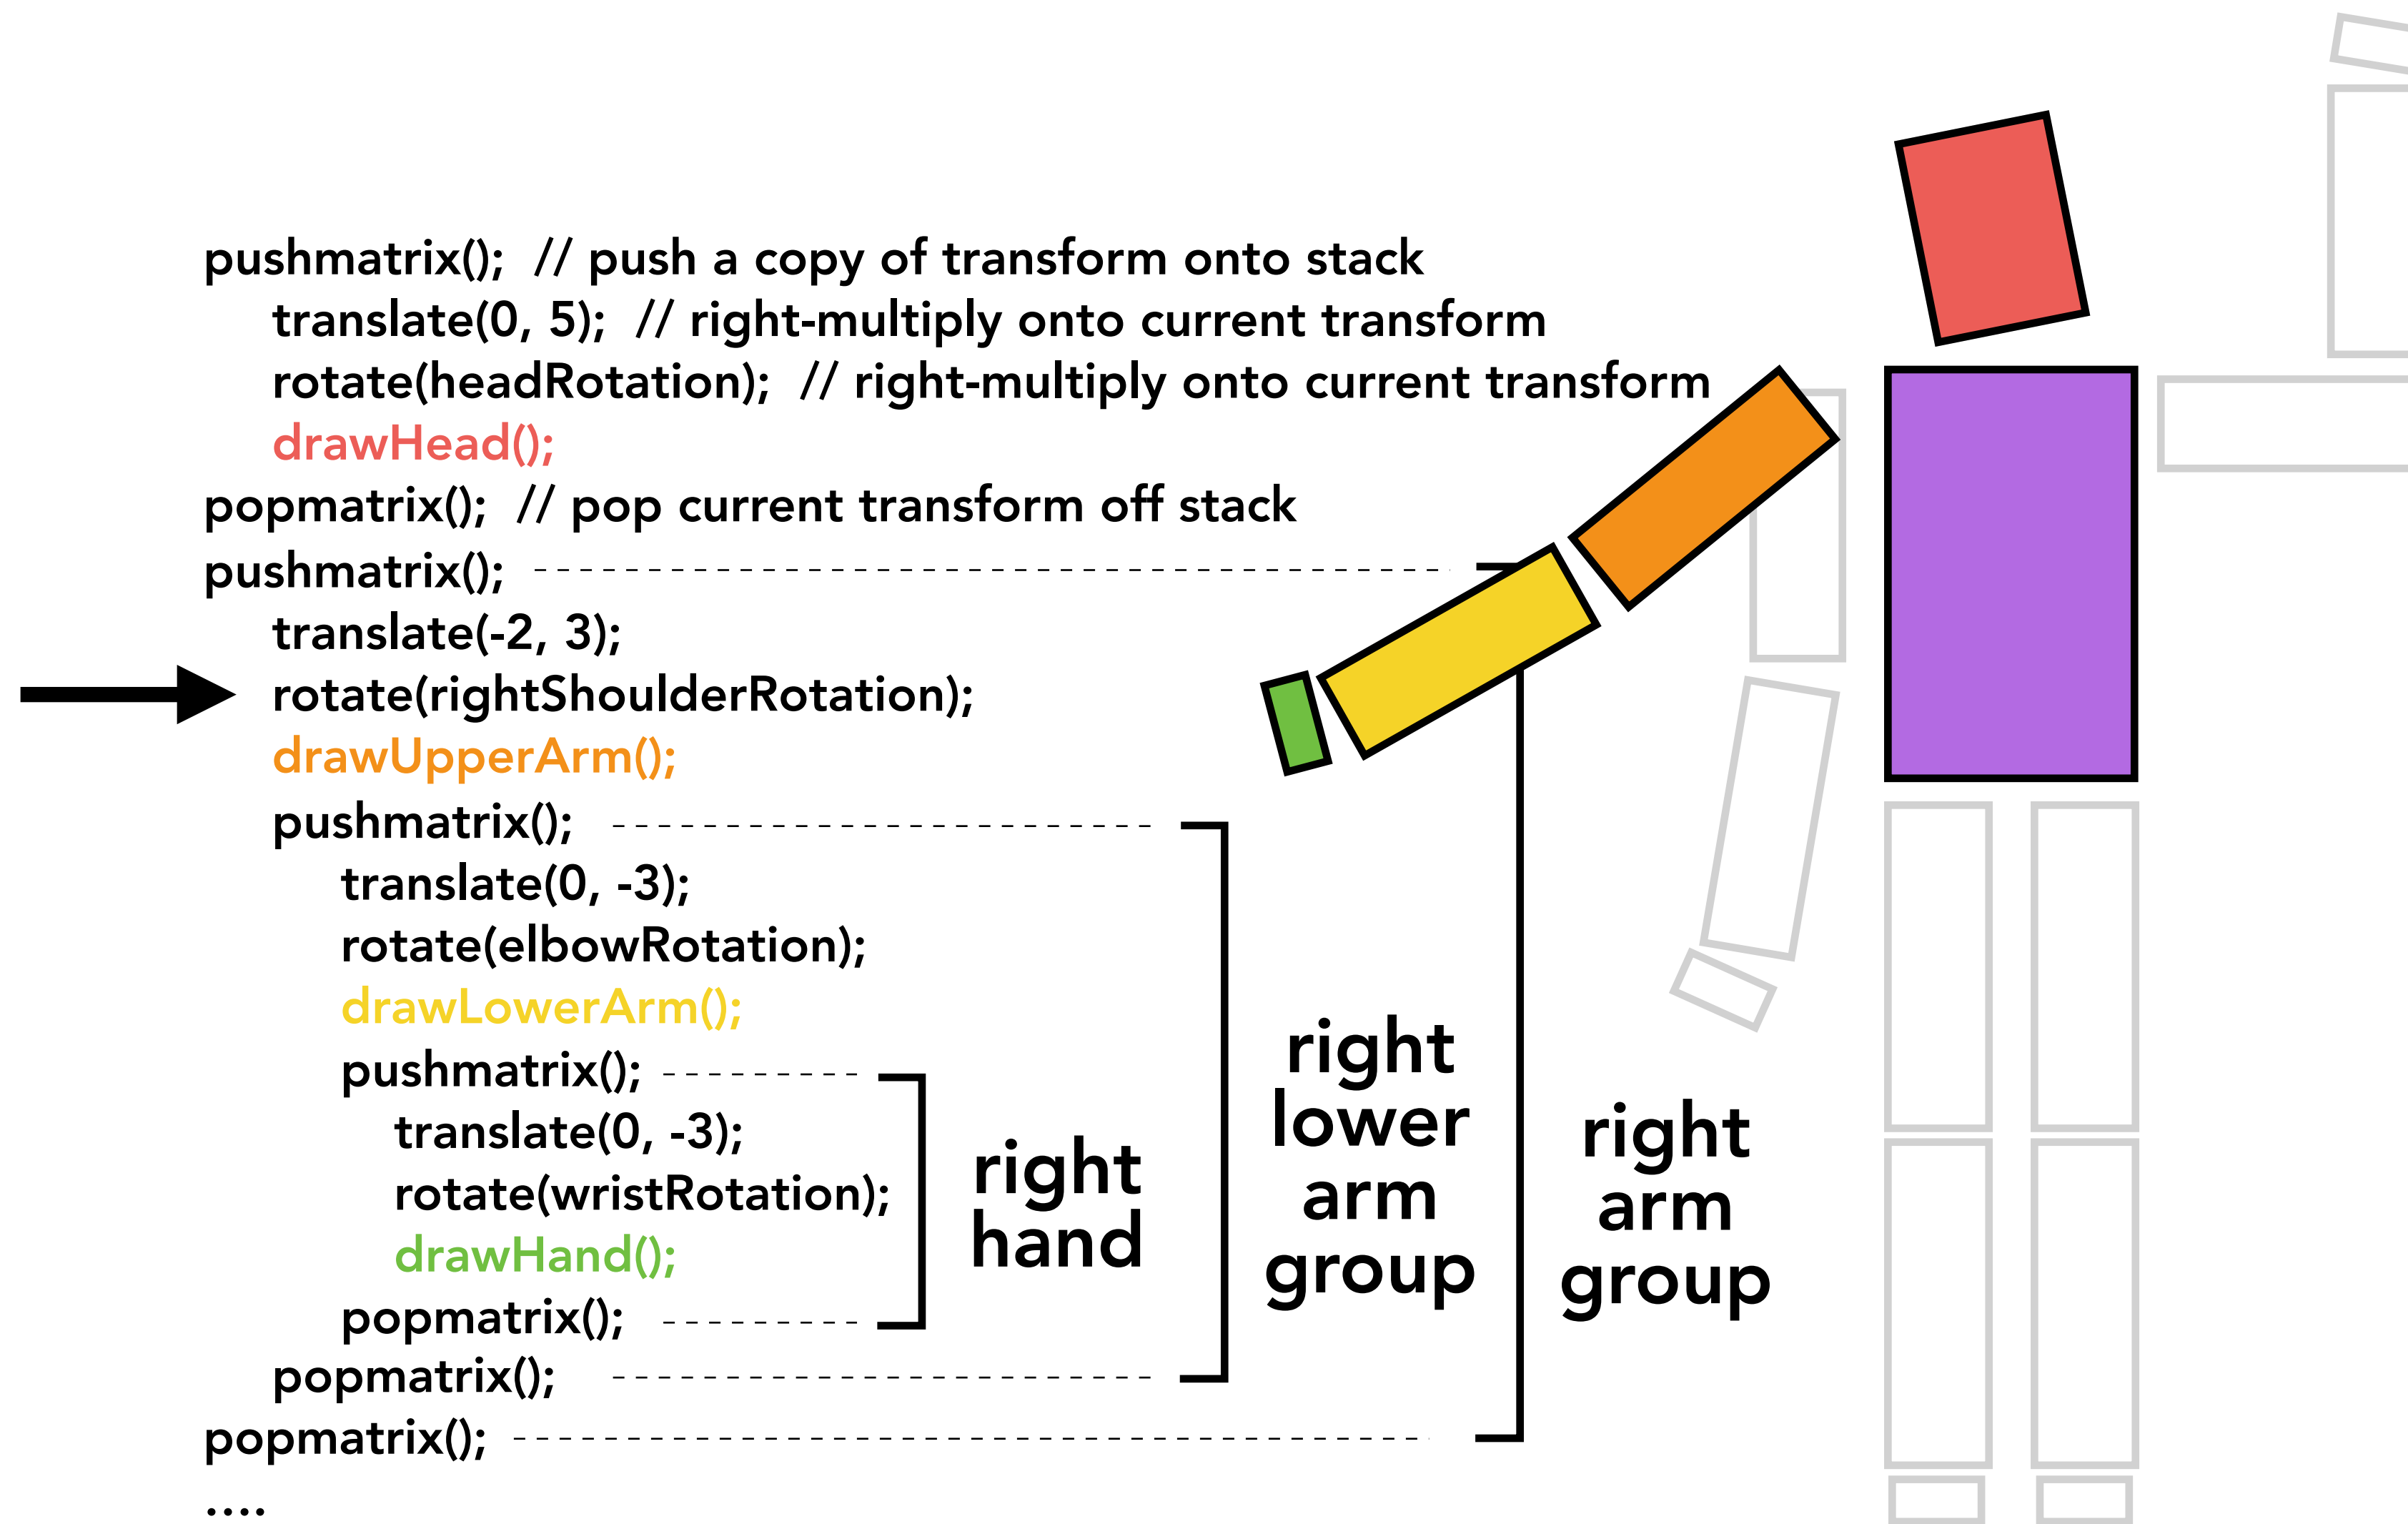 pushmatrix();  // push a copy of transform onto stack
translate(0, 5);  // right-multiply onto current transform
rotate(headRotation);  // right-multiply onto current transform
drawHead();
popmatrix();  // pop current transform off stack
pushmatrix();
translate(-2, 3);
rotate(rightShoulderRotation);
drawUpperArm();
pushmatrix();
translate(0, -3);
rotate(elbowRotation);
drawLowerArm();
pushmatrix();
translate(0, -3);
rotate(wristRotation);
drawHand();
popmatrix();
popmatrix();
popmatrix();
....
right
hand
right
lower
arm
group
right
arm
group